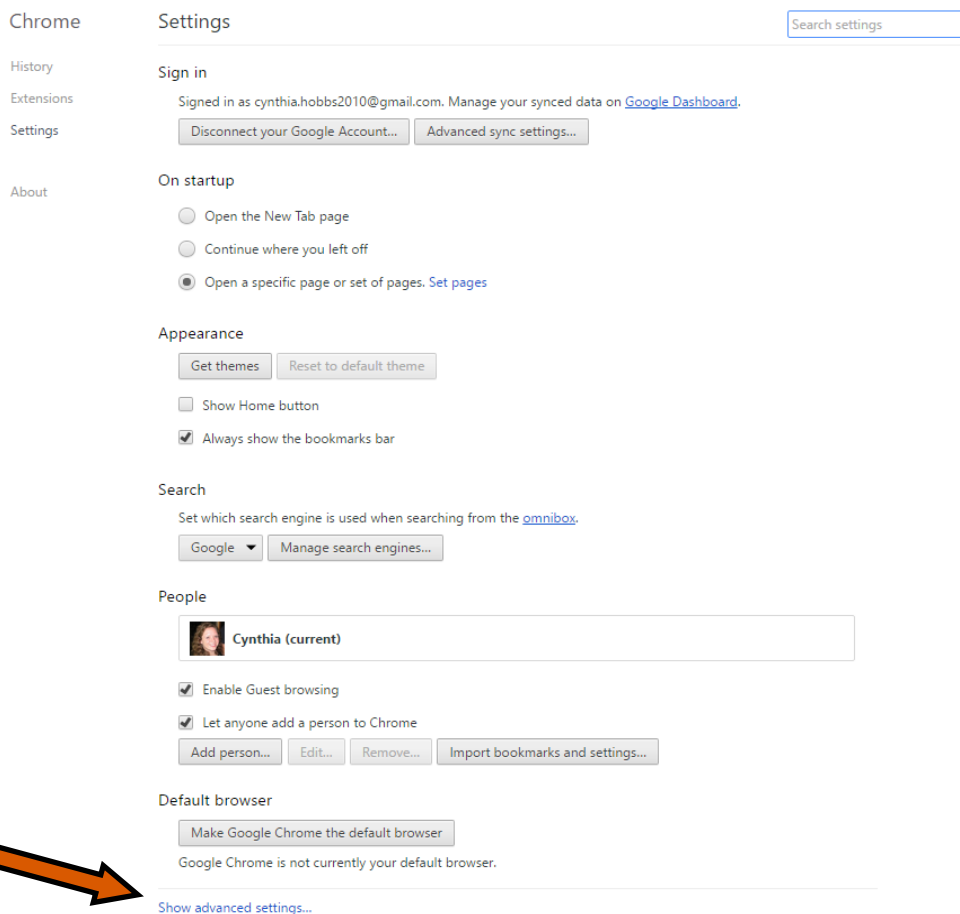 Chrome
Settings
Search settings
History
Extensions
Settings
About
Sign in
Signed in as cynthia.hobbs2010@gmail.com. Manage your synced data on Google Dashboard.
Disconnect your Google Account... Advanced sync settings...
On startup
Open the New Tab page
Continue where you left off
Open a specific page or set of pages. Set pages
Appearance
Get themes Reset to default theme
Show Home button
Always show the bookmarks bar
Search
Set which search engine is used when searching from the omnibox.
Google Manage search engines...
People
Cynthia (current)
Enable Guest browsing
Let anyone add a person to Chrome
Add person... Edit... Remove... Import bookmarks and settings...
Default browser
Make Google Chrome the default browser
Google Chrome is not currently your default browser.
Show advanced settings...